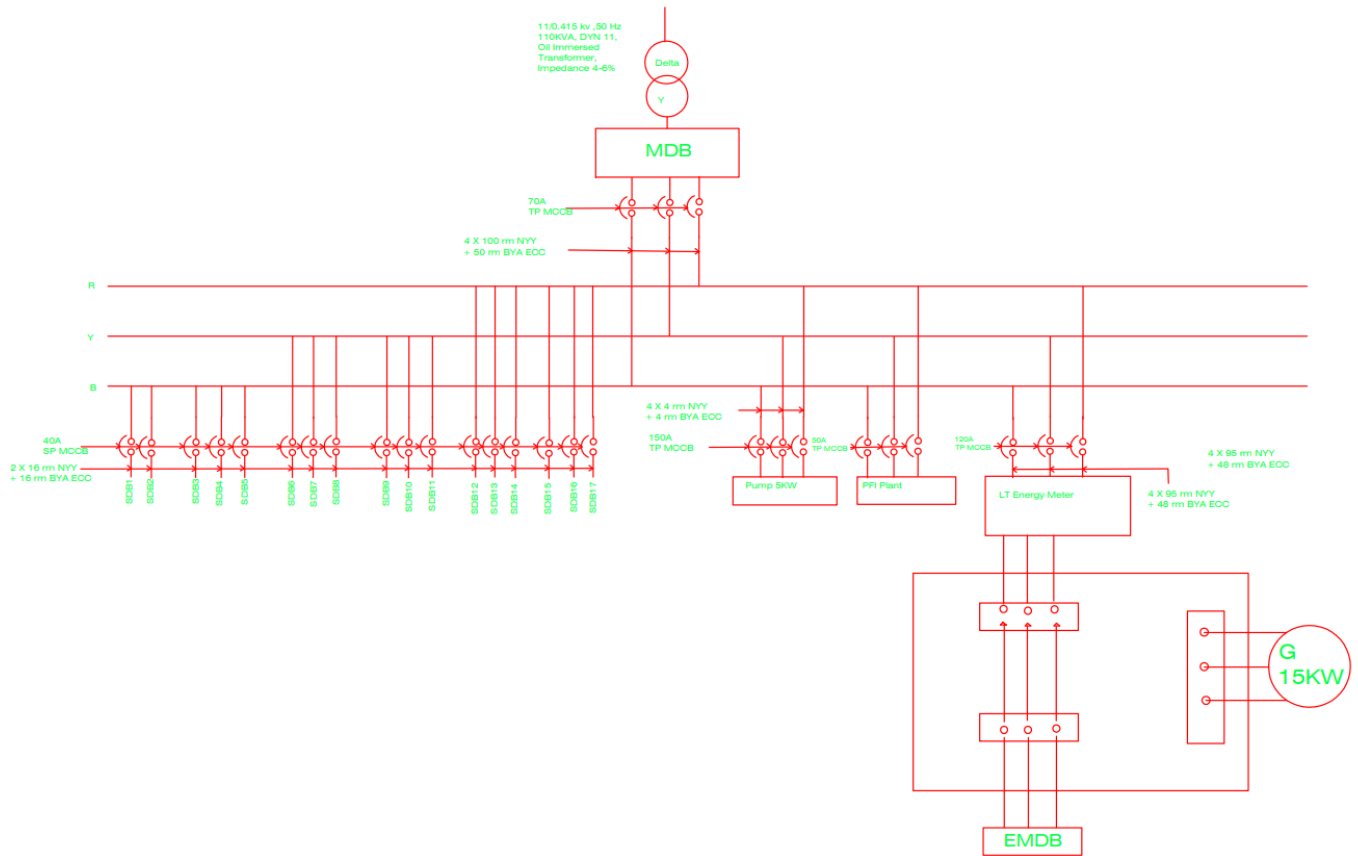 11/0.415 kv ,50 Hz
110KVA, DYN 11,
Oil Immersed
Transformer,
Impedance 4-6%
Delta
Y
MDB
70A
TP MCCB
4 X 100 rm NYY
+ 50 rm BYA ECC
R
Y
B
40A
SP MCCB
2 X 16 rm NYY
+ 16 rm BYA ECC
SDB1
SDB2
SDB3
SDB4
SDB5
SDB6
SDB7
SDB8
SDB9
SDB10
SDB11
SDB12
SDB13
SDB14
SDB15
SDB16
SDB17
4 X 4 rm NYY
+ 4 rm BYA ECC
150A
TP MCCB
Pump 5KW
50A
TP MCCB
PFI Plant
120A
TP MCCB
4 X 95 rm NYY
+ 48 rm BYA ECC
LT Energy Meter
4 X 95 rm NYY
+ 48 rm BYA ECC
G
15KW
EMDB